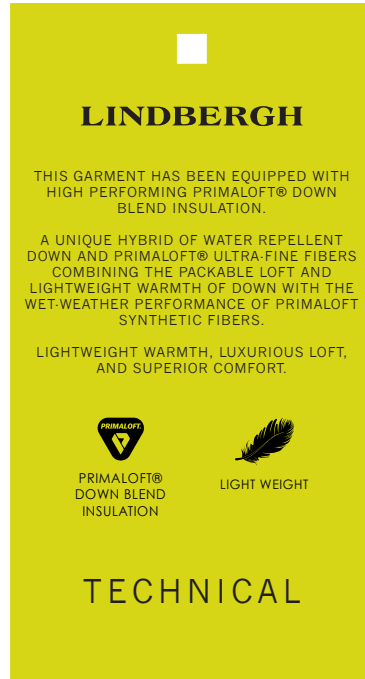 LINDBERGH
THIS GARMENT HAS BEEN EQUIPPED WITH
HIGH PERFORMING PRIMALOFT® DOWN
BLEND INSULATION.
A UNIQUE HYBRID OF WATER REPELLENT
DOWN AND PRIMALOFT® ULTRA-FINE FIBERS
COMBINING THE PACKABLE LOFT AND
LIGHTWEIGHT WARMTH OF DOWN WITH THE
WET-WEATHER PERFORMANCE OF PRIMALOFT
SYNTHETIC FIBERS.
LIGHTWEIGHT WARMTH, LUXURIOUS LOFT,
AND SUPERIOR COMFORT.
PRIMALOFT.
PRIMALOFT®
DOWN BLEND
INSULATION
LIGHT WEIGHT
TECHNICAL